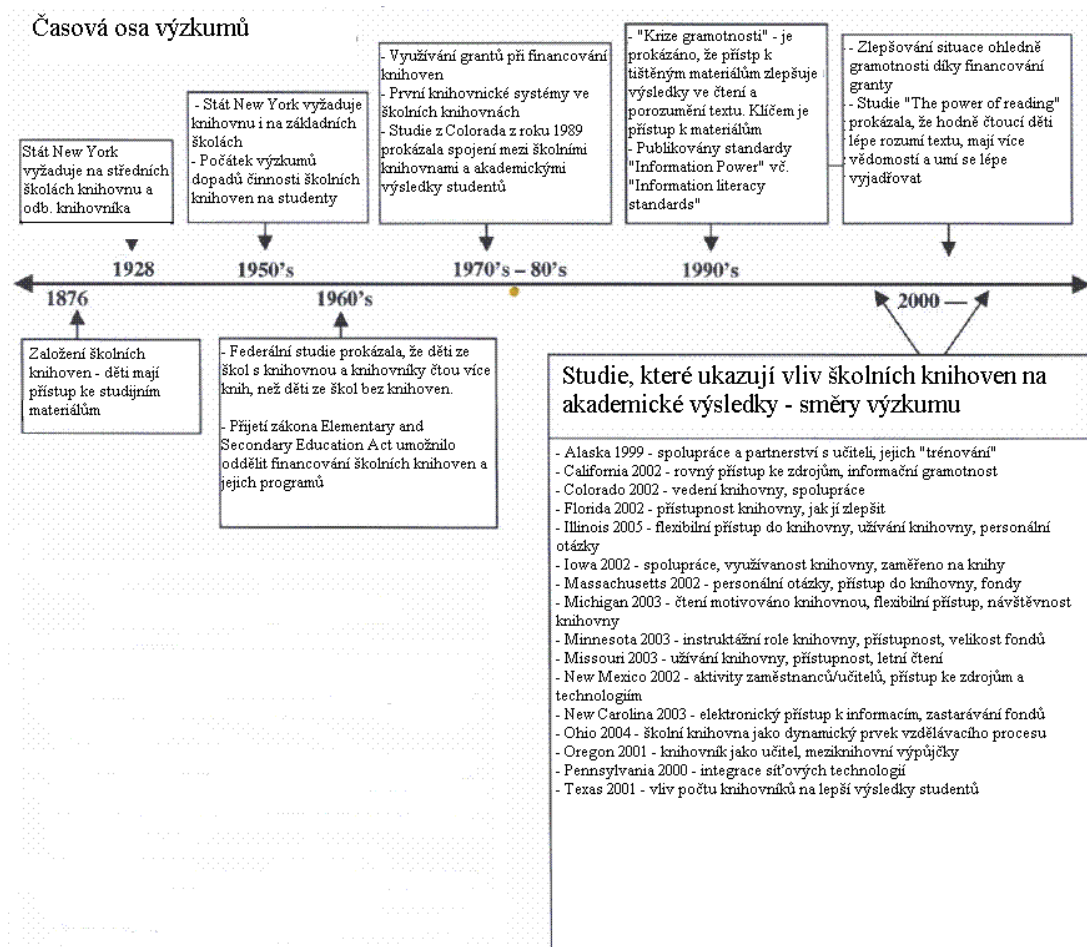 Časová osa výzkumů
Stát New York
vyžaduje na středních
školách knihovnu a
odb. knihovníka
- Stát New York vyžaduje
knihovnu i na základních
školách
- Počátek výzkumů
dopadů činnosti školních
knihoven na studenty
- Využívání grantů při financování
knihoven
- První knihovnické systémy ve
školních knihovnách
- Studie z Colorada z roku 1989
prokázala spojení mezi školními
knihovnami a akademickými
výsledky studentů
- "Krize gramotnosti" - je
prokázáno, že přístp k
tištěným materiálům zlepšuje
výsledky ve čtení a
porozumění textu. Klíčem je
přístup k materiálům
- Publikovány standardy
"Information Power" vč.
"Information literacy
standards"
- Zlepšování situace ohledně
gramotnosti díky financování
granty
- Studie "The power of reading"
prokázala, že hodně čtoucí děti
lépe rozumí textu, mají více
vědomostí a umí se lépe
vyjadřovat
1928
1950's
1970's – 80's
1990's
1876
1960's
2000 —
Založení školních
knihoven - děti mají
přístup ke studijním
materiálům
- Federální studie prokázala, že děti ze
škol s knihovnou a knihovníky čtou více
knih, než děti ze škol bez knihoven.
- Přijetí zákona Elementary and
Secondary Education Act umožnilo
oddělit financování školních knihoven a
jejich programů
Studie, které ukazují vliv školních knihoven na
akademické výsledky - směry výzkumu
- Alaska 1999 - spolupráce a partnerství s učiteli, jejich "trénování"
- California 2002 - rovný přístup ke zdrojům, informační gramotnost
- Colorado 2002 - vedení knihovny, spolupráce
- Florida 2002 - přístupnost knihovny, jak jí zlepšit
- Illinois 2005 - flexibilní přístup do knihovny, užívání knihovny, personální
otázky
- Iowa 2002 - spolupráce, využívanost knihovny, zaměřeno na knihy
- Massachusetts 2002 - personální otázky, přístup do knihovny, fondy
- Michigan 2003 - čtení motivováno knihovnou, flexibilní přístup, návštěvnost
knihovny
- Minnesota 2003 - instruktážní role knihovny, přístupnost, velikost fondů
- Missouri 2003 - užívání knihovny, přístupnost, letní čtení
- New Mexico 2002 - aktivity zaměstnanců/učitelů, přístup ke zdrojům a
technologiím
- New Carolina 2003 - elektronický přístup k informacím, zastarávání fondů
- Ohio 2004 - školní knihovna jako dynamický prvek vzdělávacího procesu
- Oregon 2001 - knihovník jako učitel, meziknihovní výpůjčky
- Pennsylvania 2000 - integrace síťových technologií
- Texas 2001 - vliv počtu knihovníků na lepší výsledky studentů